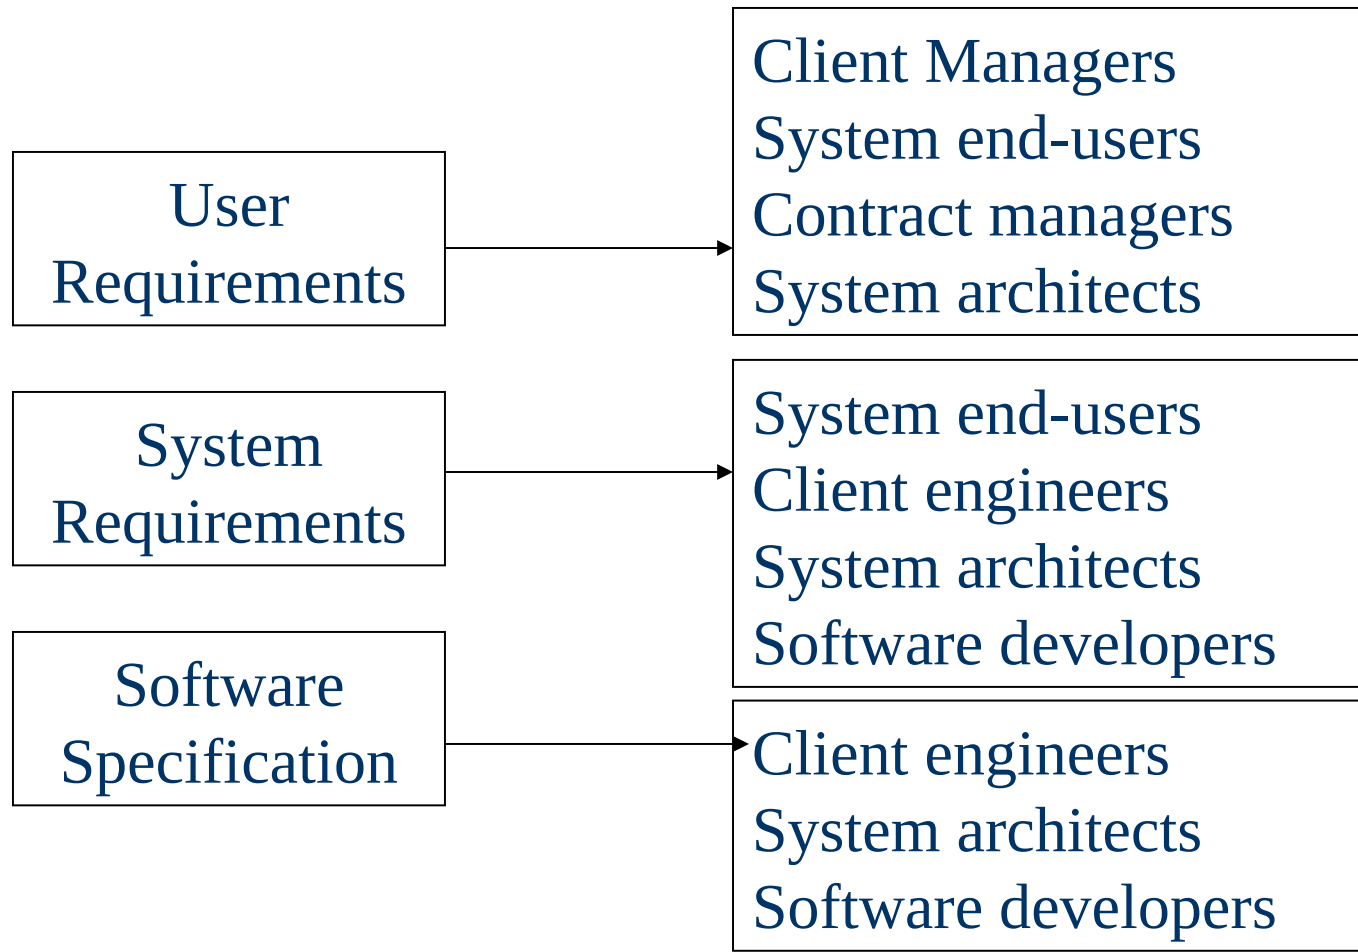 User
Requirements
Client Managers
System end-users
Contract managers
System architects
System
Requirements
System end-users
Client engineers
System architects
Software developers
Software
Specification
Client engineers
System architects
Software developers